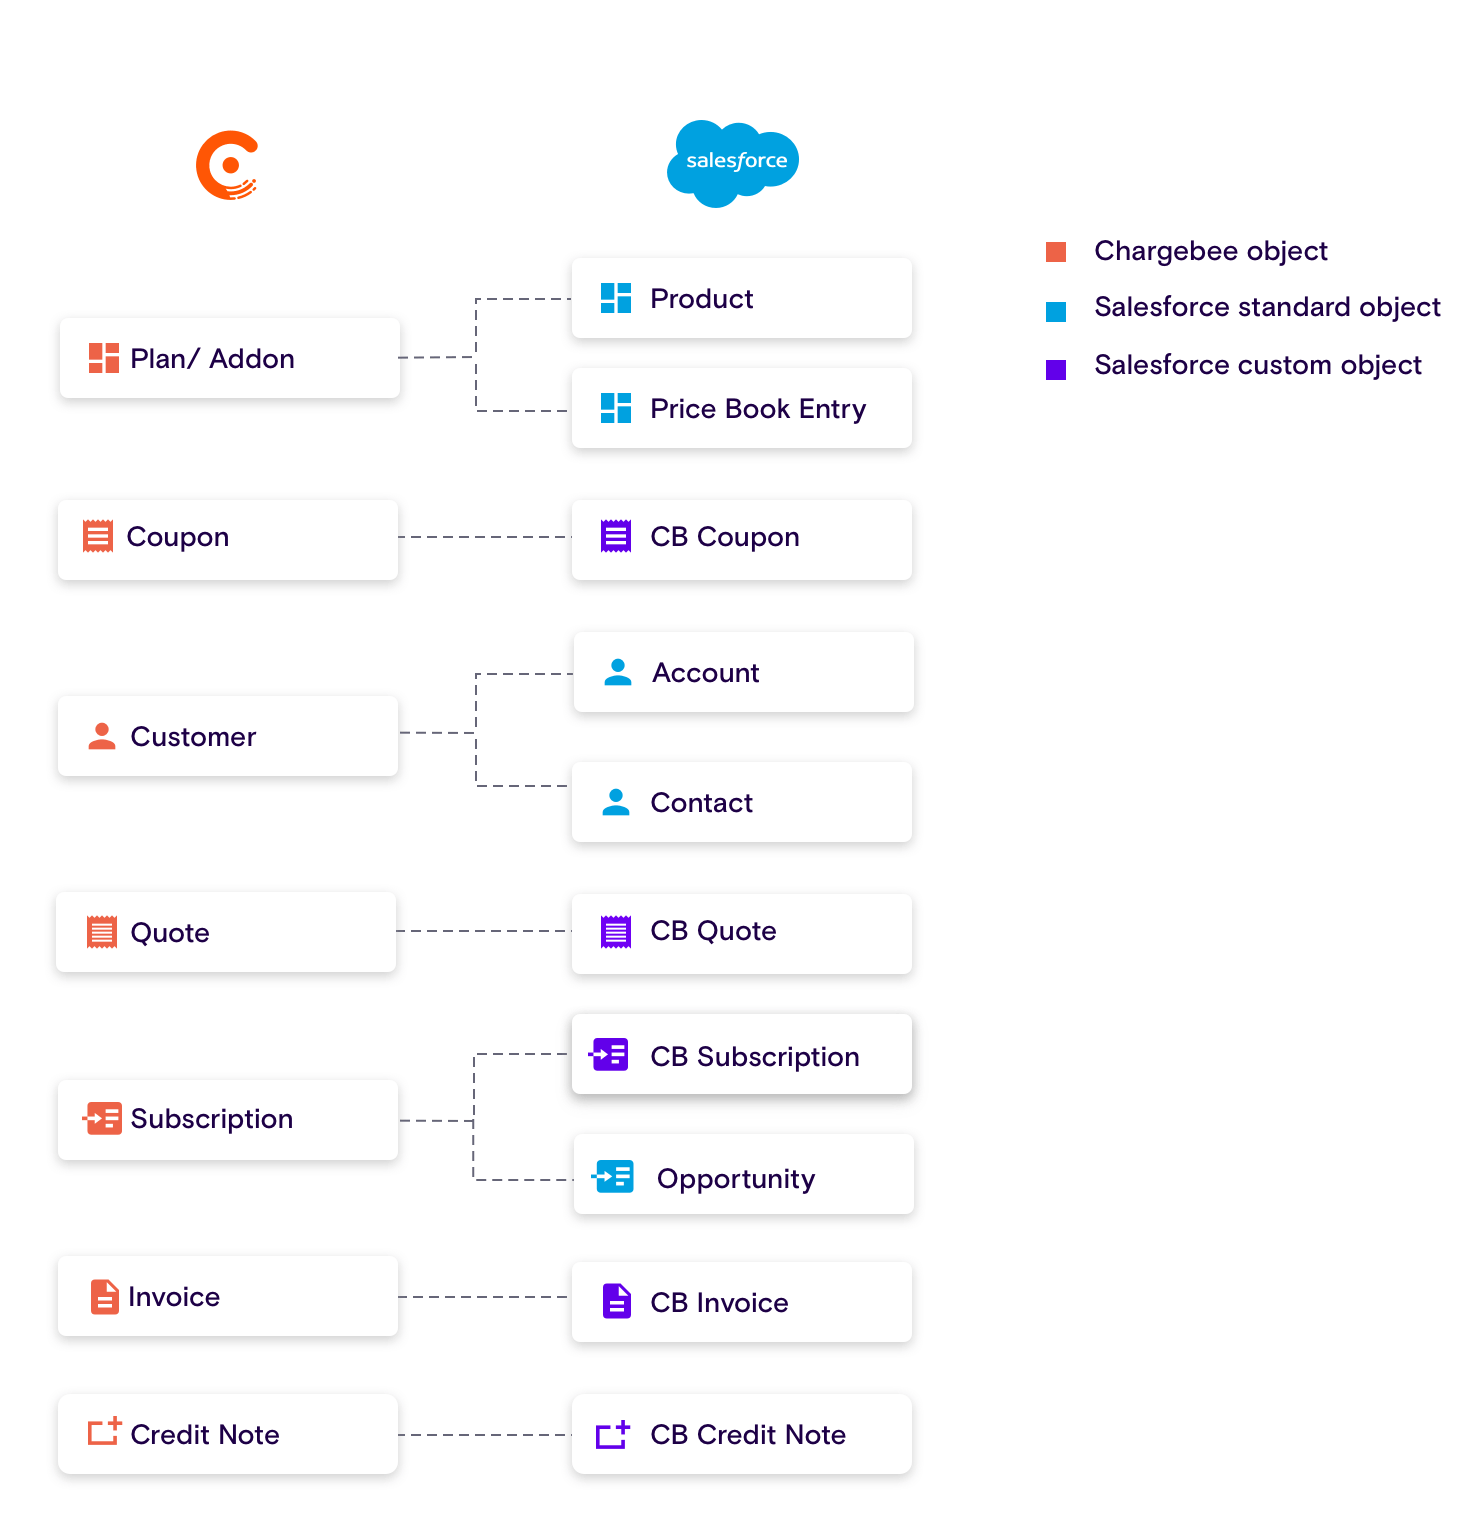 salesforce
Chargebee object
Salesforce standard object
Salesforce custom object
Plan/ Addon
Product
Price Book Entry
Coupon
CB Coupon
Customer
Account
Contact
Quote
CB Quote
Subscription
CB Subscription
Opportunity
Invoice
CB Invoice
Credit Note
CB Credit Note